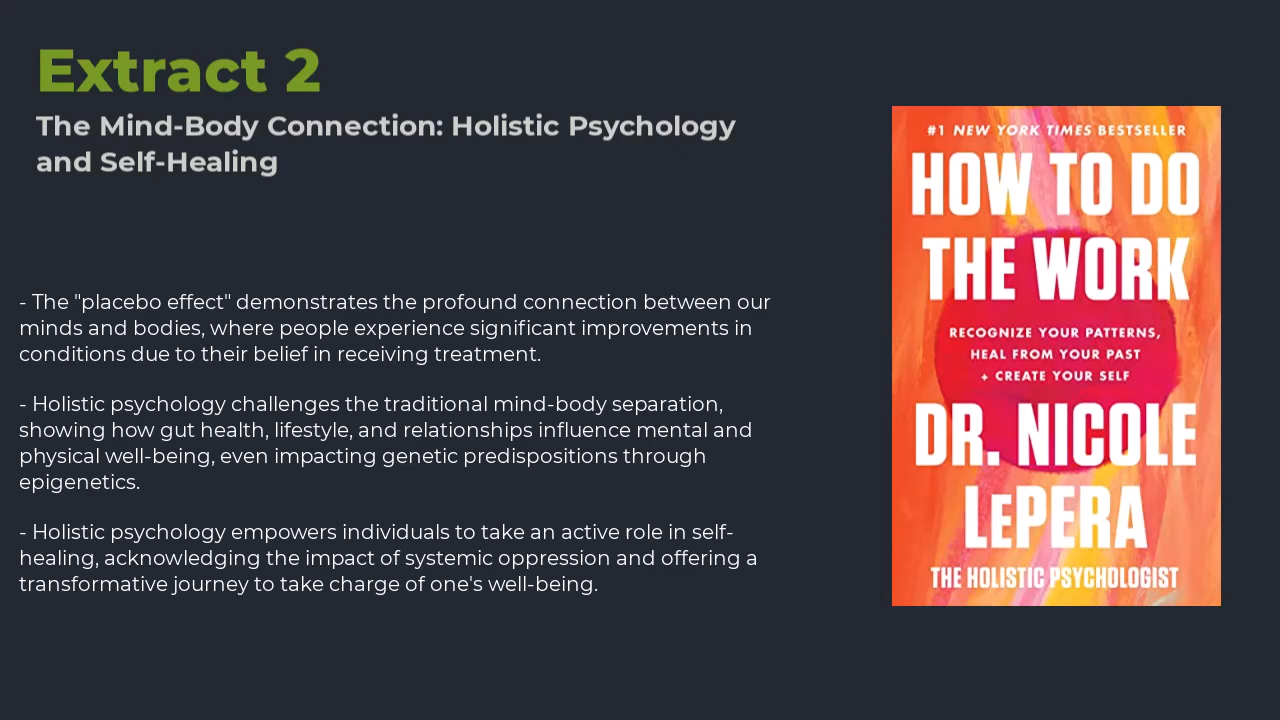 Extract 2
The Mind-Body Connection: Holistic Psychology
and Self-Healing
- The "placebo effect" demonstrates the profound connection between our
minds and bodies, where people experience significant improvements in
conditions due to their belief in receiving treatment.
- Holistic psychology challenges the traditional mind-body separation,
showing how gut health, lifestyle, and relationships influence mental and
physical well-being, even impacting genetic predispositions through
epigenetics.
- Holistic psychology empowers individuals to take an active role in self-
healing, acknowledging the impact of systemic oppression and offering a
transformative journey to take charge of one's well-being.
#1 NEW YORK TIMES BESTSELLER
HOW TO DO
THE WORK
RECOGNIZE YOUR PATTERNS,
HEAL FROM YOUR PAST
+ CREATE YOUR SELF
DR. NICOLE
LEPERA
THE HOLISTIC PSYCHOLOGIST